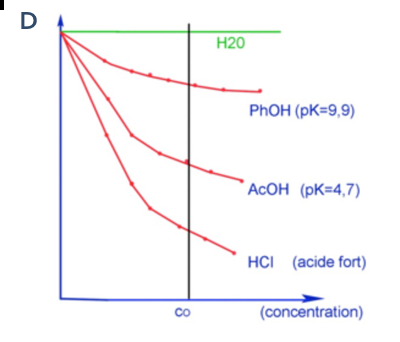 D
H20
PhOH (pK=9,9)
AcOH (pK=4,7)
HCl (acide fort)
co
(concentration)